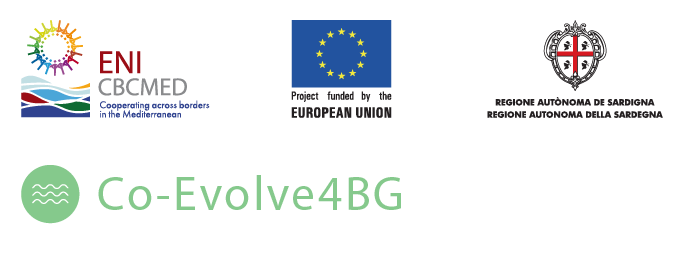 ENI
CBCMED
Cooperating across borders
in the Mediterranean
Project funded by the
EUROPEAN UNION
REGIONE AUTÒNOMA DE SARDIGNA
REGIONE AUTONOMA DELLA SARDEGNA
Co-Evolve4BG